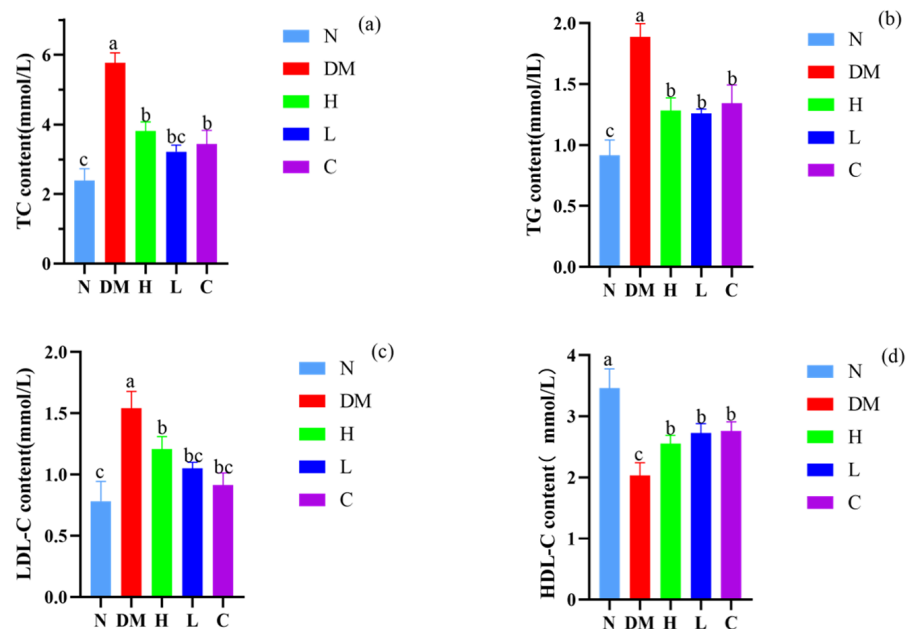 (a)
TC content(mmol/L)
6
4
2
0
c
a
b
bc
b
N DM H L C
N
DM
H
L
C
(b)
TG content(mmol/lL)
2.0
1.5
1.0
0.5
0.0
c
a
b
b
b
N DM H L C
N
DM
H
L
C
(c)
LDL-C content(mmol/L)
2.0
1.5
1.0
0.5
0.0
c
a
b
bc
bc
N DM H L C
N
DM
H
L
C
(d)
HDL-C content( mmol/L)
4
3
2
1
0
a
c
b
b
b
N DM H L C
N
DM
H
L
C